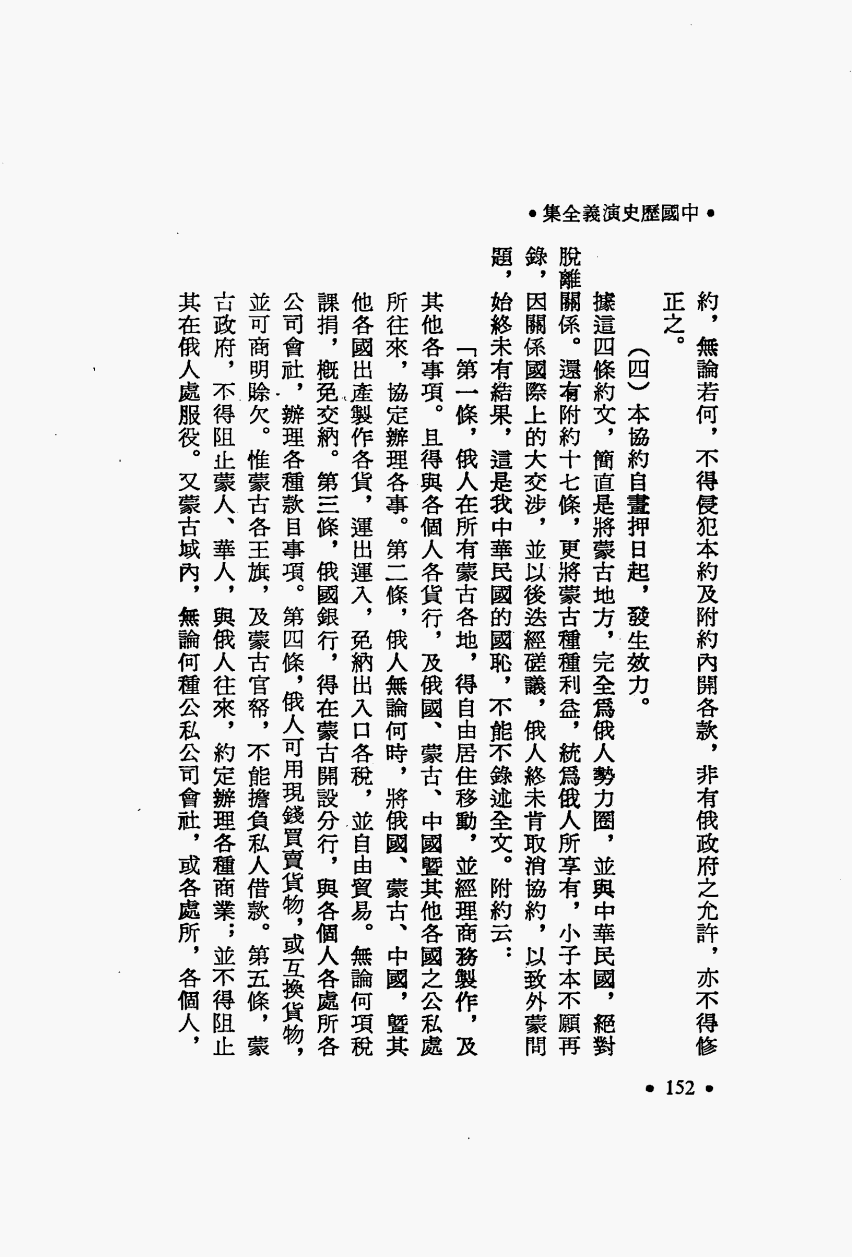 •中國歷史演義全集•
約，無論若何，不得侵犯本約及附約內開各款，非有俄政府之允許，亦不得修
正之。
（四）本協約自畫押日起，發生效力。
據這四條約文，簡直是將蒙古地方，完全爲俄人勢力圈，並與中華民國，絕對
脫離關係。還有附約十七條，更將蒙古種種利益，統爲俄人所享有，小子本不願再
錄，因關係國際上的大交涉，並以後迭經磋議，俄人終未肯取消協約，以致外蒙問
題，始終未有結果，這是我中華民國的國恥，不能不錄述全文。附約云：
「第一條，俄人在所有蒙古各地，得自由居住移動，並經理商務製作，及
其他各事項。且得與各個人各貨行，及俄國、蒙古、中國暨其他各國之公私處
所往來，協定辦理各事。第二條，俄人無論何時，將俄國、蒙古、中國，暨其
他各國出產製作各貨，運出運入，免納出入口各稅，並自由貿易。無論何項稅
課捐，概免交納。第三條，俄國銀行，得在蒙古開設分行，與各個人各處所各
公司會社，辦理各種款目事項。第四條，俄人可用現錢買賣貨物，或互換貨物，
並可商明賒欠。惟蒙古各王旗，及蒙古官帑，不能擔負私人借款。第五條，蒙
古政府，不得阻止蒙人、華人，與俄人往來，約定辦理各種商業；並不得阻止
其在俄人處服役。又蒙古域內，無論何種公私公司會社，或各處所，各個人，
•152•